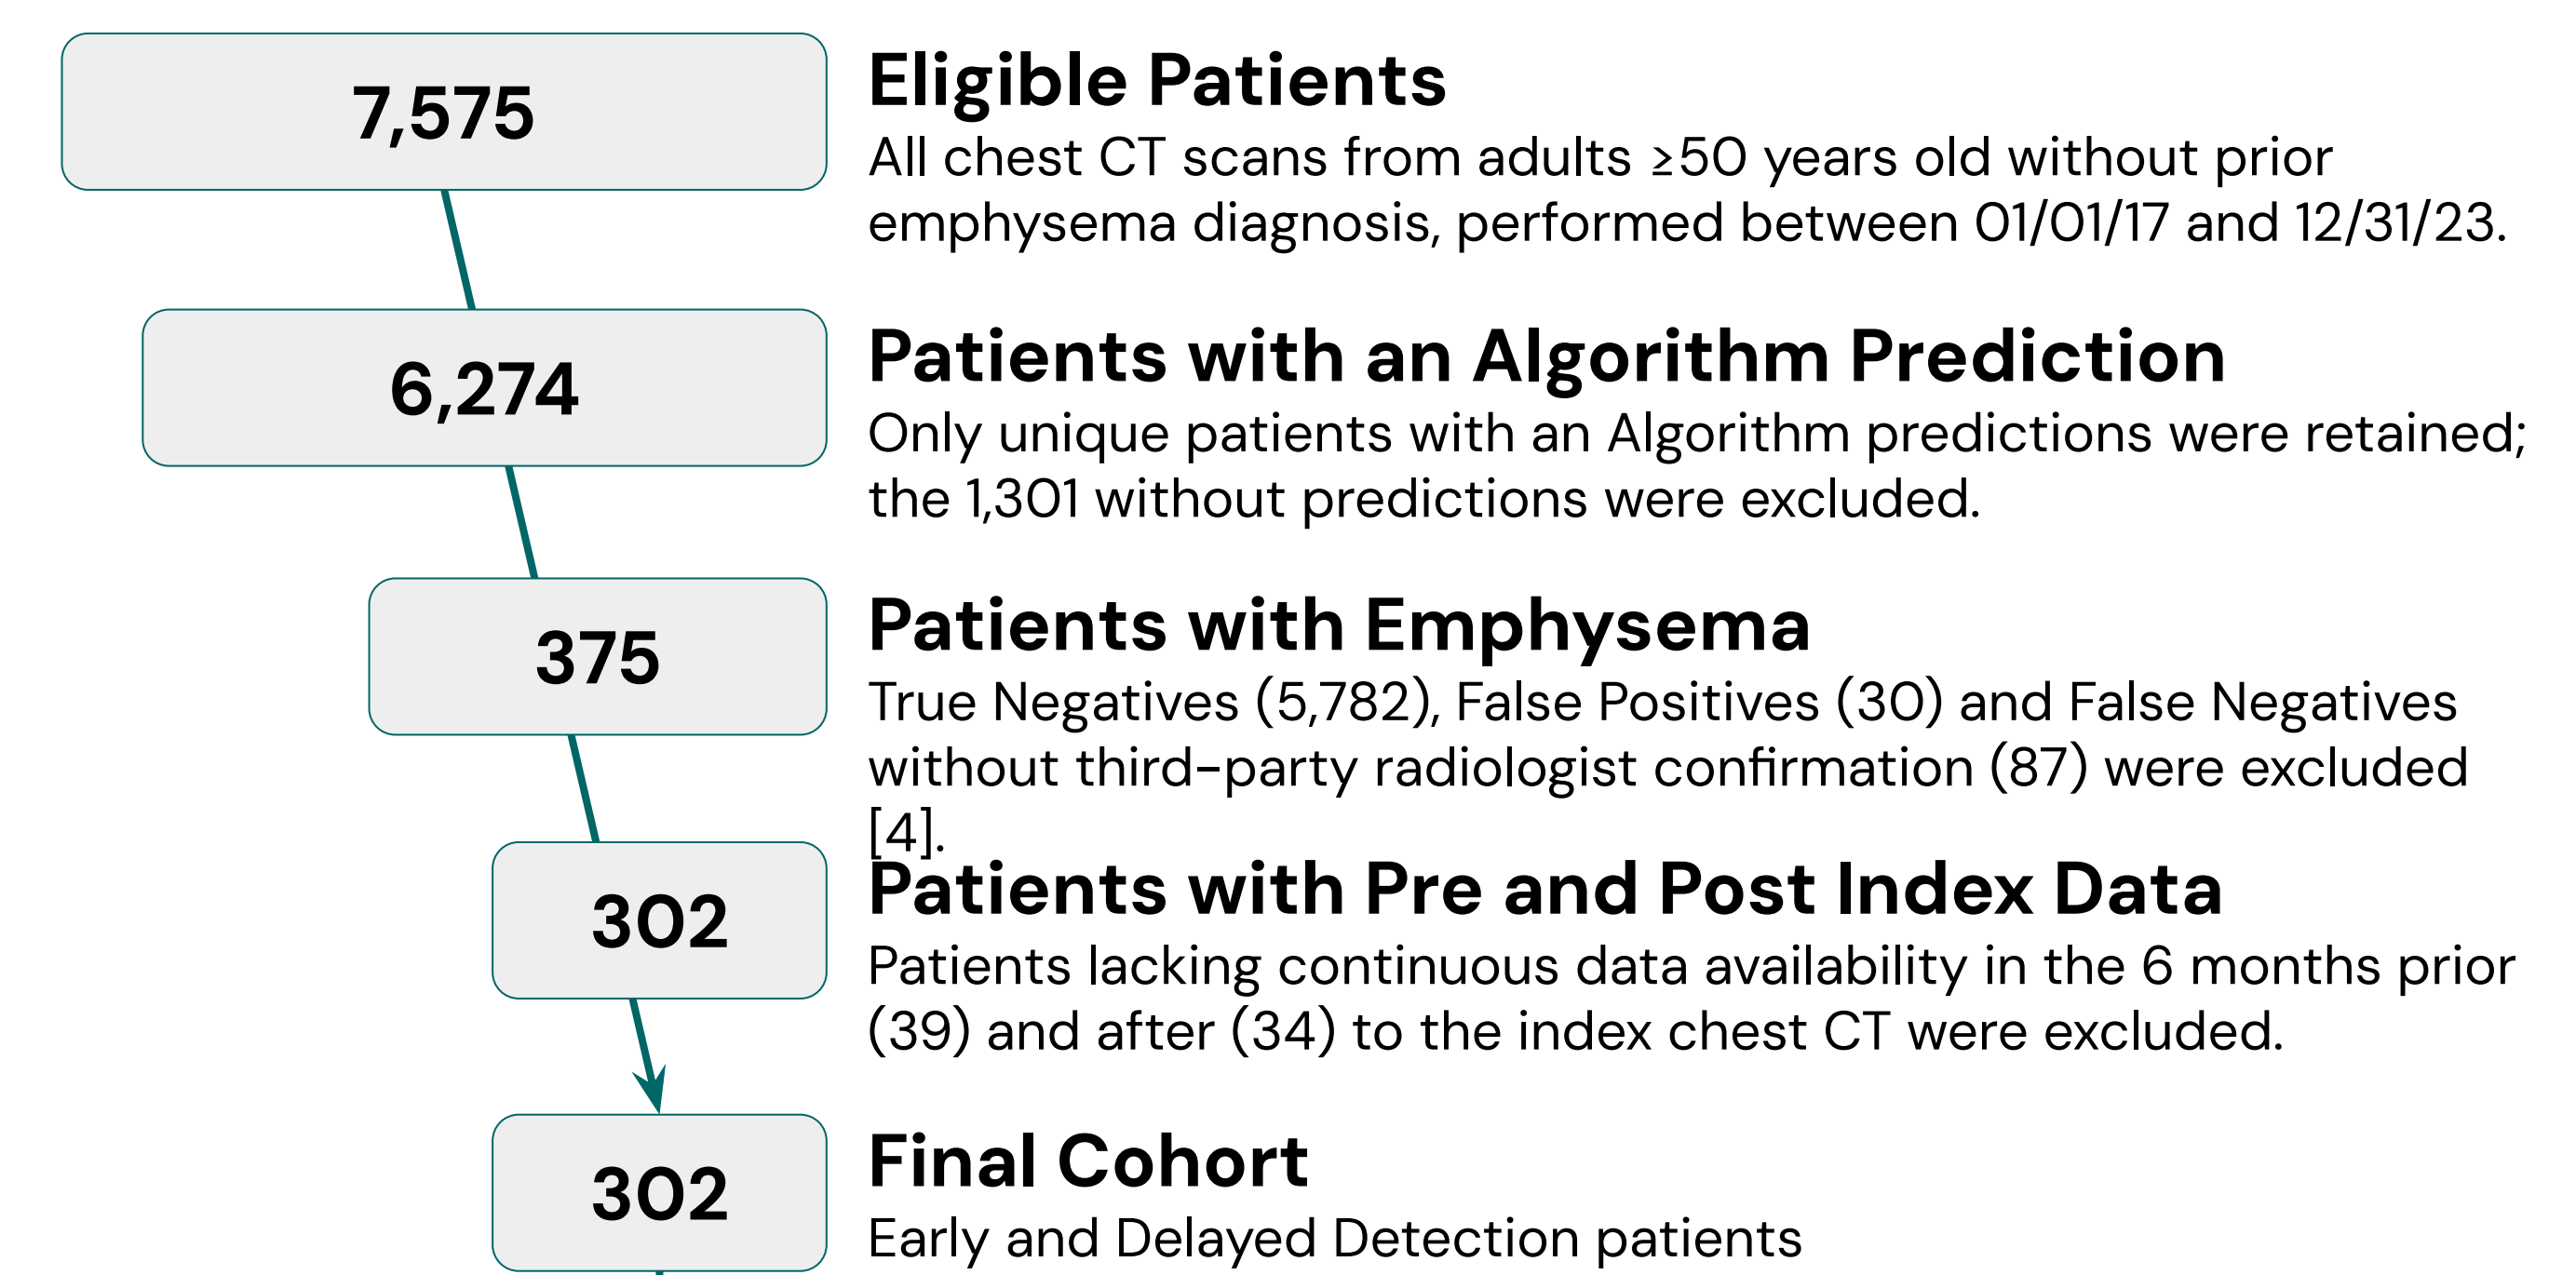 7,575
Eligible Patients
All chest CT scans from adults ≥50 years old without prior
emphysema diagnosis, performed between 01/01/17 and 12/31/23.
6,274
Patients with an Algorithm Prediction
Only unique patients with an Algorithm predictions were retained;
the 1,301 without predictions were excluded.
375
Patients with Emphysema
True Negatives (5,782), False Positives (30) and False Negatives
without third-party radiologist confirmation (87) were excluded
[4].
302
Patients with Pre and Post Index Data
Patients lacking continuous data availability in the 6 months prior
(39) and after (34) to the index chest CT were excluded.
302
Final Cohort
Early and Delayed Detection patients